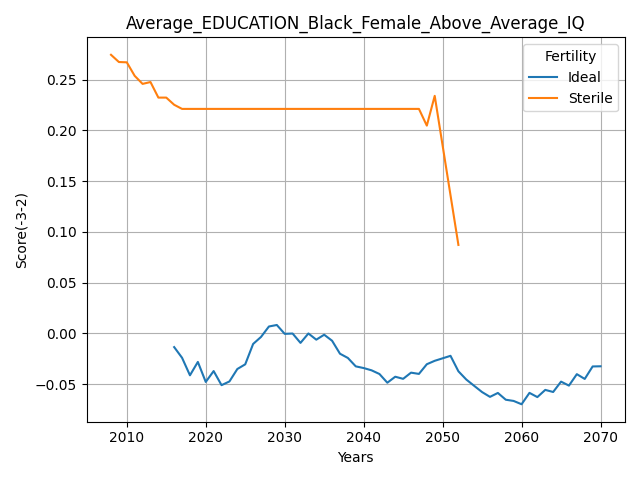 Average_EDUCATION_Black_Female_Above_Average_IQ
Fertility
Ideal
Sterile
Score(-3-2)
0.25
0.20
0.15
0.10
0.05
0.00
−0.05
2010 2020 2030 2040 2050 2060 2070
Years